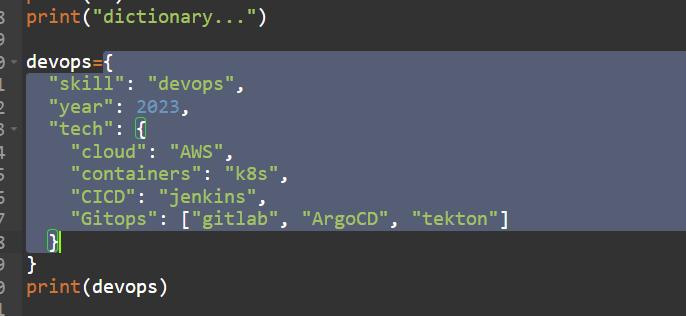 print("dictionary...")
devops={
"skill": "devops",
"year": 2023,
"tech": {
"cloud": "AWS",
"containers": "k8s",
"CICD": "jenkins",
"Gitops": ["gitlab", "ArgoCD", "tekton"]
}
}
print(devops)